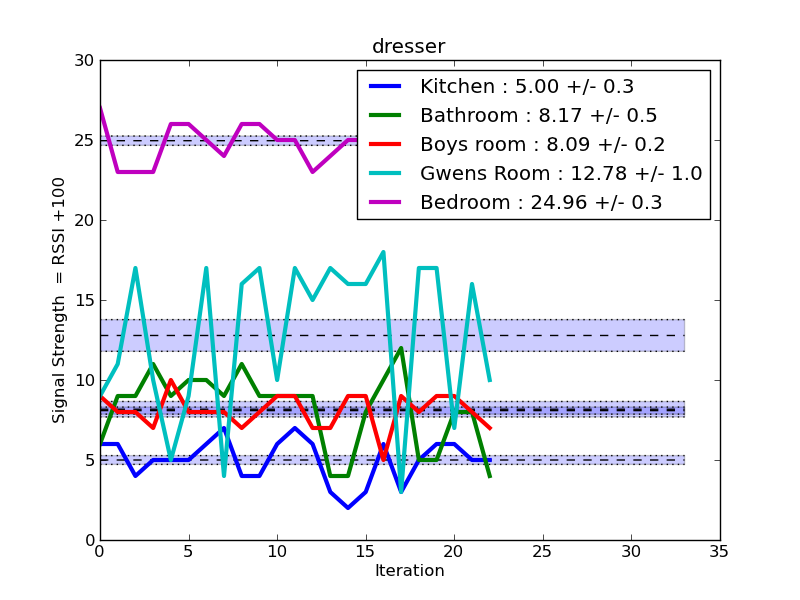 dresser
30
25
20
15
10
5
0
Signal Strength  = RSSI +100
Kitchen : 5.00 +/- 0.3
Bathroom : 8.17 +/- 0.5
Boys room : 8.09 +/- 0.2
Gwens Room : 12.78 +/- 1.0
Bedroom : 24.96 +/- 0.3
0 5 10 15 20 25 30 35
Iteration